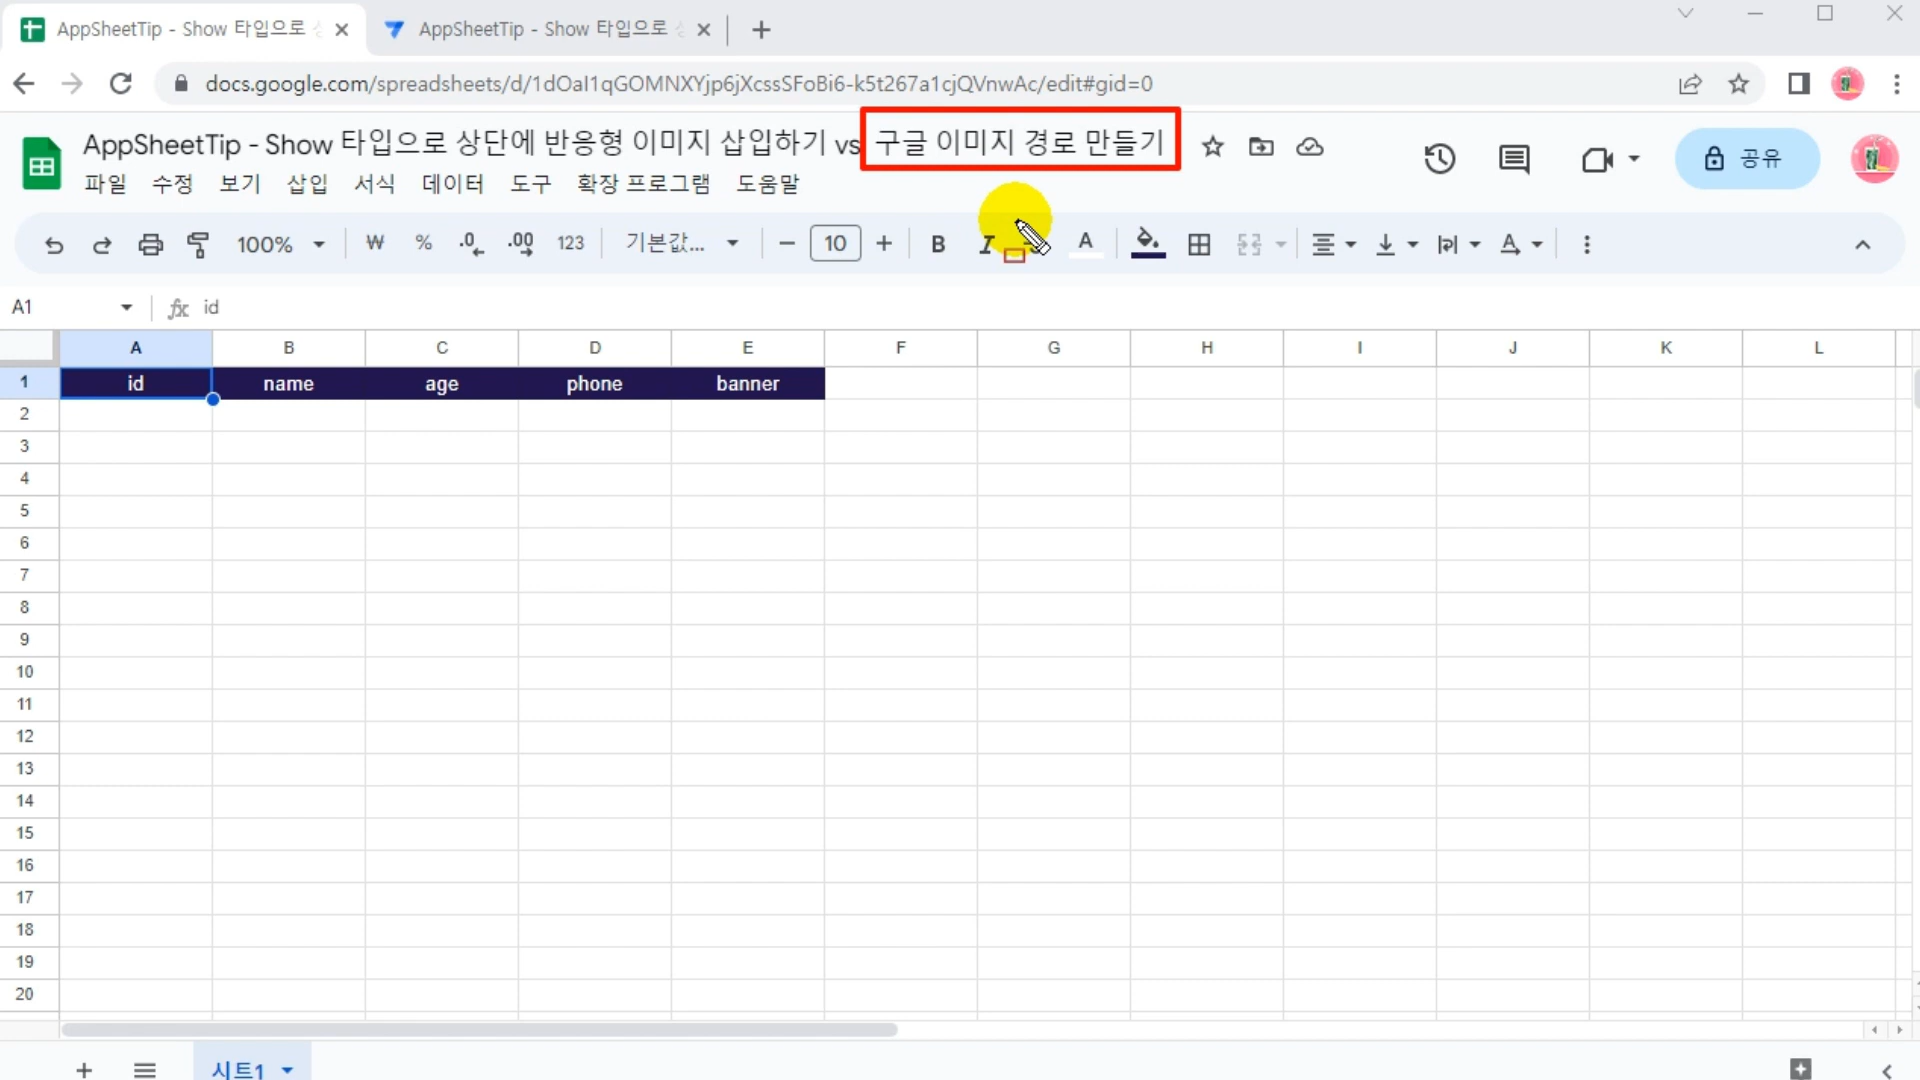 AppSheetTip - Show 타입으로
AppSheetTip - Show 타입으로
docs.google.com/spreadsheets/d/1dOaI1qGOMNXYjp6jXcssSFoBi6-k5t267a1cjQVnwAc/edit#gid=0
AppSheetTip - Show 타입으로 상단에 반응형 이미지 삽입하기 vs 구글 이미지 경로 만들기
파일 수정 보기 삽입 서식 데이터 도구 확장 프로그램 도움말
공유
100% ₩ % .0 .00 123 기본값... 10 B I A
A1 fx id
A B C D E F G H I J K L
1 id name age phone banner
2
3
4
5
6
7
8
9
10
11
12
13
14
15
16
17
18
19
20
시트1